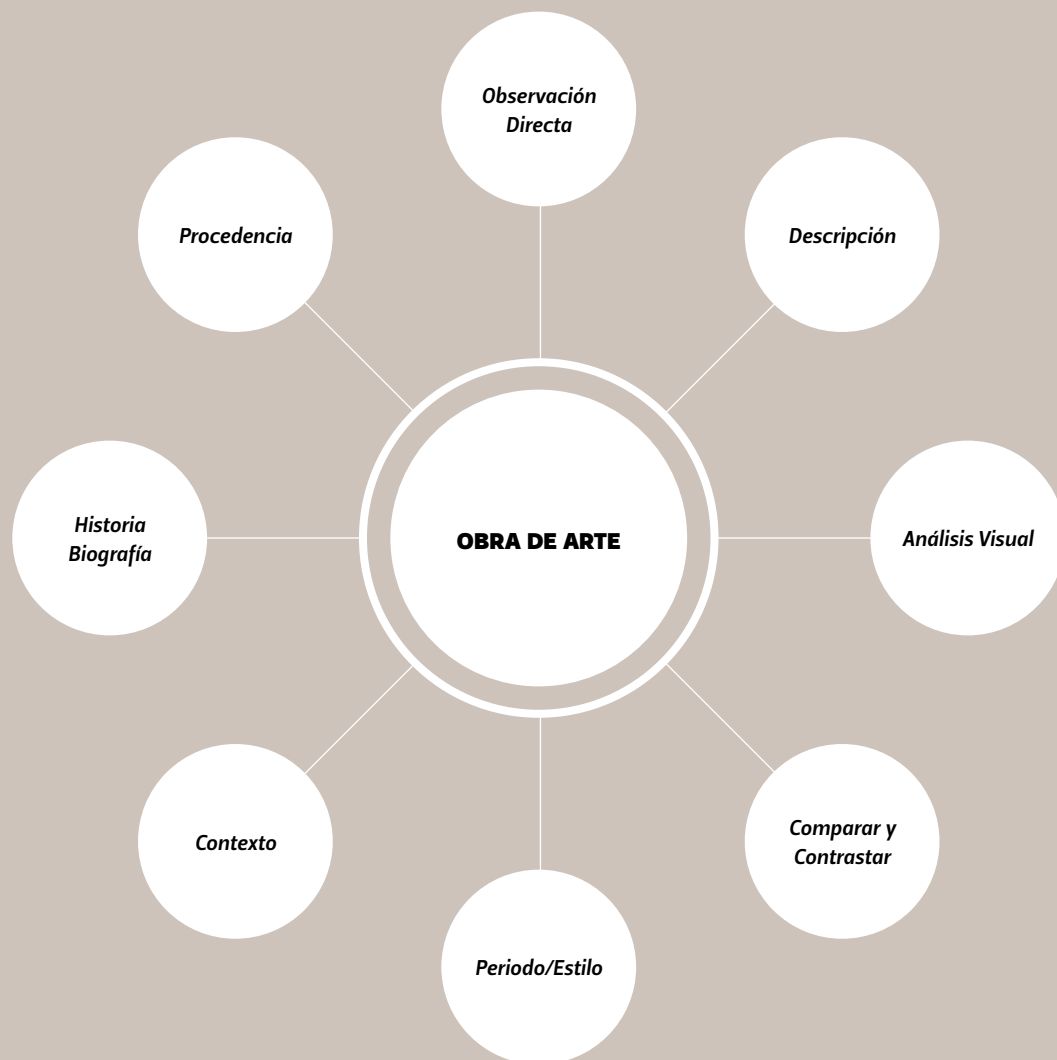 Observación
Directa
Procedencia
Descripción
Historia
Biografía
OBRA DE ARTE
Análisis Visual
Contexto
Comparar y
Contrastar
Periodo/Estilo